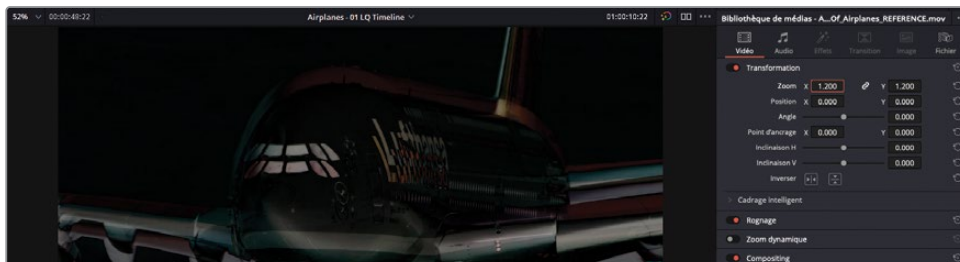 52% 00:00:48:22 Airplanes - 01 LQ Timeline 01:00:10:22 Bibliothèque de médias - A...Of_Airplanes_REFERENCE.mov
Vidéo Audio Effets Transition Image Fichier
Transformation
Zoom X 1.200 Y 1.200
Position X 0.000 Y 0.000
Angle 0.000
Point d'ancrage X 0.000 Y 0.000
Inclinaison H 0.000
Inclinaison V 0.000
Inverser
Cadrage intelligent
Rognage
Zoom dynamique
Compositing
Lufthansa